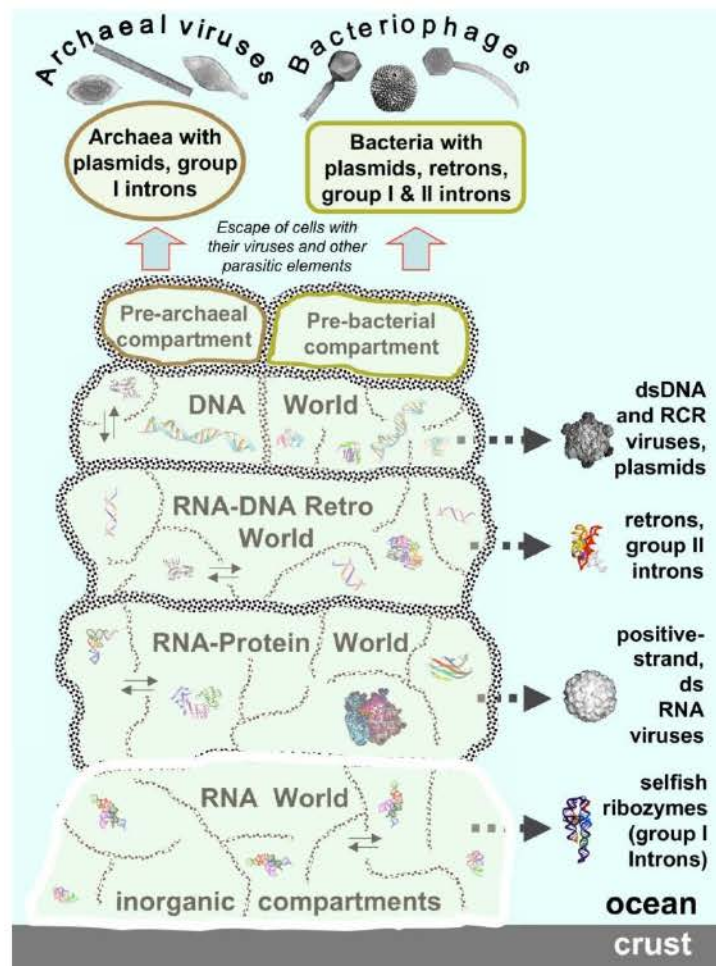 Archaeal viruses
Bacteriophages
Archaea with
plasmids, group
I introns
Bacteria with
plasmids, retrons,
group I & II introns
Escape of cells with
their viruses and other
parasitic elements
Pre-archaeal
compartment
Pre-bacterial
compartment
DNA World
dsDNA
and RCR
viruses,
plasmids
RNA-DNA Retro
World
retrons,
group II
introns
RNA-Protein World
positive-
strand,
ds
RNA
viruses
RNA World
selfish
ribozymes
(group I
Introns)
inorganic compartments
ocean
crust